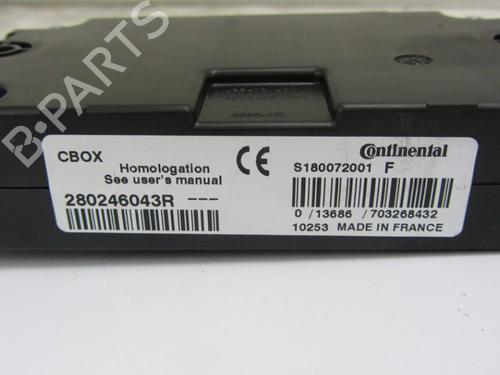 B-PARTS
CBOX
Homologation
See user's manual
CE
280246043R ---
Continental
S180072001 F
0 /13686 /703268432
10253 MADE IN FRANCE